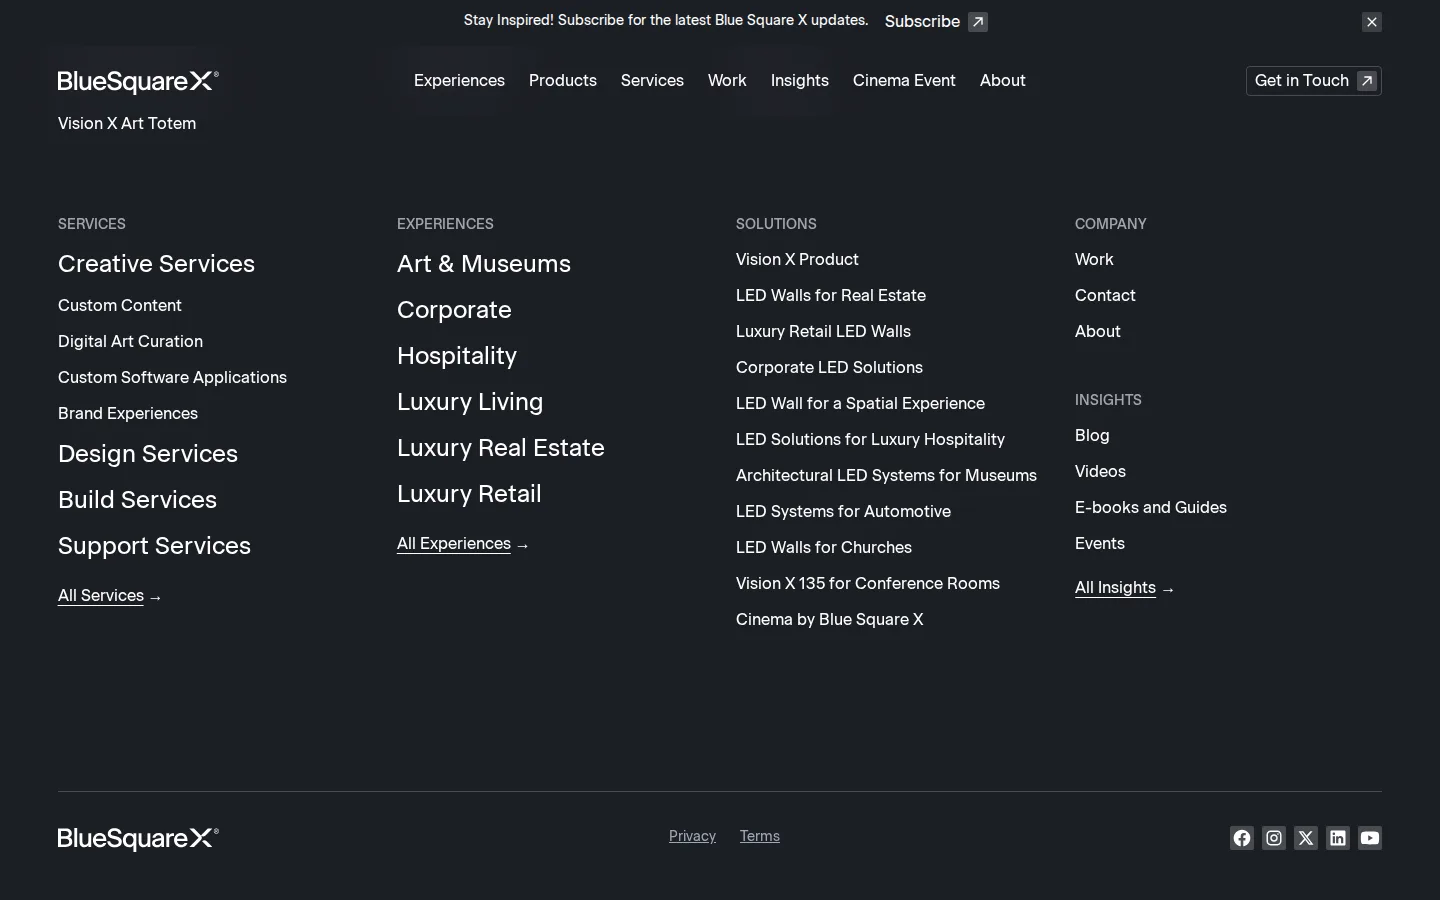 Stay Inspired! Subscribe for the latest Blue Square X updates. Subscribe
BlueSquareX®
Experiences Products Services Work Insights Cinema Event About
Get in Touch
Vision X Art Totem
SERVICES
Creative Services
Custom Content
Digital Art Curation
Custom Software Applications
Brand Experiences
Design Services
Build Services
Support Services
All Services →
EXPERIENCES
Art & Museums
Corporate
Hospitality
Luxury Living
Luxury Real Estate
Luxury Retail
All Experiences →
SOLUTIONS
Vision X Product
LED Walls for Real Estate
Luxury Retail LED Walls
Corporate LED Solutions
LED Wall for a Spatial Experience
LED Solutions for Luxury Hospitality
Architectural LED Systems for Museums
LED Systems for Automotive
LED Walls for Churches
Vision X 135 for Conference Rooms
Cinema by Blue Square X
COMPANY
Work
Contact
About
INSIGHTS
Blog
Videos
E-books and Guides
Events
All Insights →
BlueSquareX®
Privacy Terms